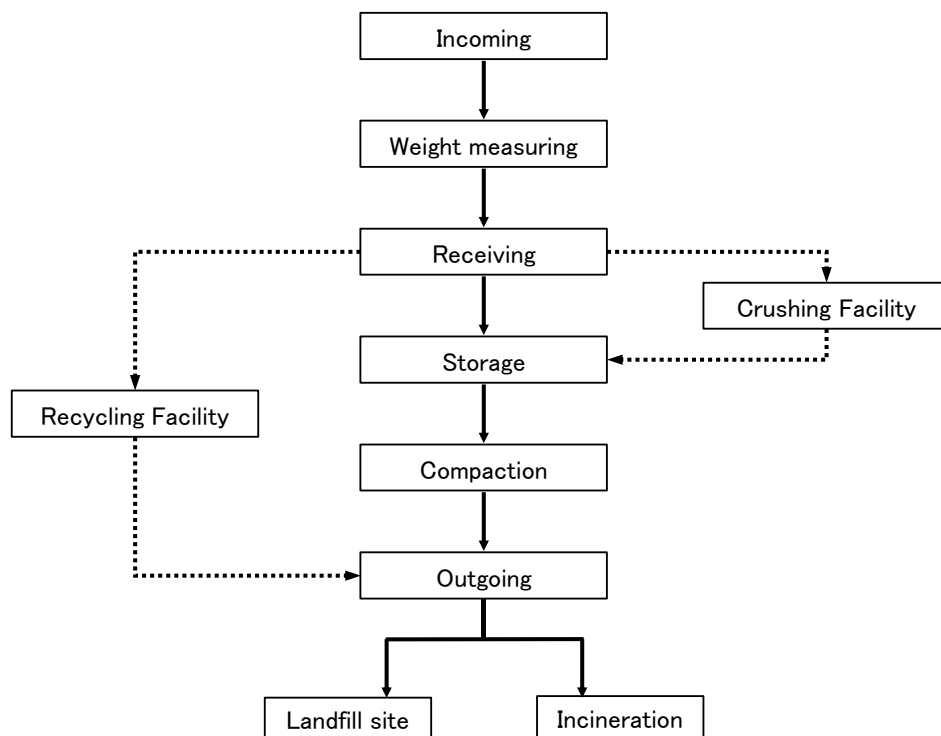 Incoming
Weight measuring
Receiving
Crushing Facility
Storage
Recycling Facility
Compaction
Outgoing
Landfill site
Incineration